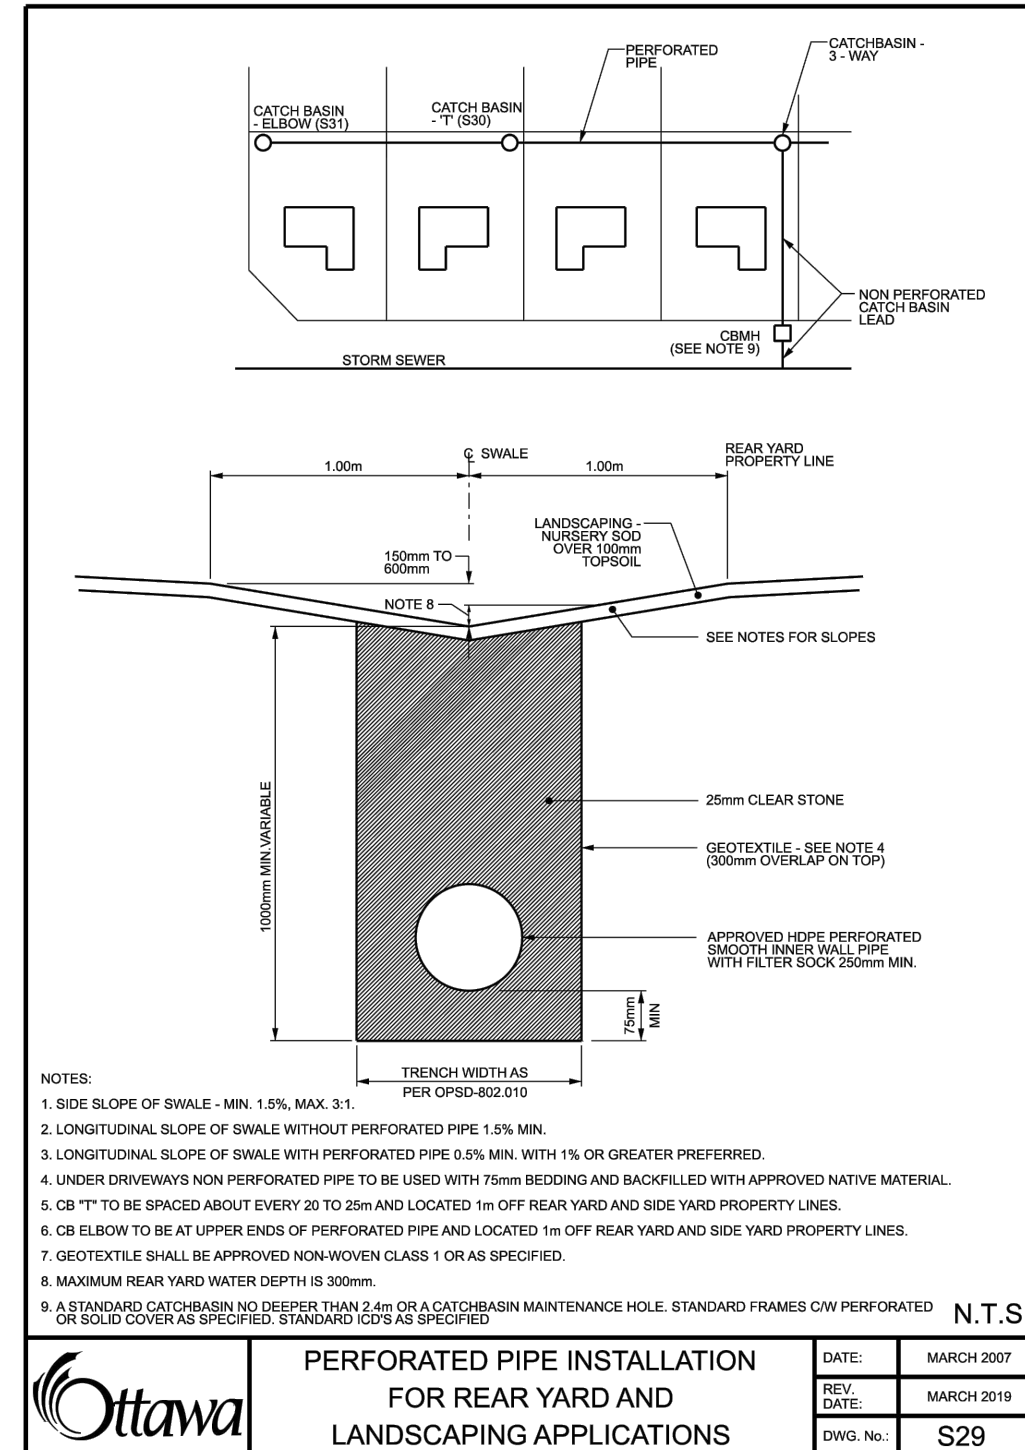 PERFORATED
PIPE
CATCHBASIN -
3 - WAY
CATCH BASIN
- ELBOW (S31)
CATCH BASIN
- 'T' (S30)
NON PERFORATED
CATCH BASIN
LEAD
CBMH
(SEE NOTE 9)
STORM SEWER
℄ SWALE
REAR YARD
PROPERTY LINE
1.00m
1.00m
LANDSCAPING -
NURSERY SOD
OVER 100mm
TOPSOIL
150mm TO
600mm
NOTE 8
SEE NOTES FOR SLOPES
1000mm MIN.VARIABLE
25mm CLEAR STONE
GEOTEXTILE - SEE NOTE 4
(300mm OVERLAP ON TOP)
APPROVED HDPE PERFORATED
SMOOTH INNER WALL PIPE
WITH FILTER SOCK 250mm MIN.
75mm
MIN
TRENCH WIDTH AS
PER OPSD-802.010
NOTES:
1. SIDE SLOPE OF SWALE - MIN. 1.5%, MAX. 3:1.
2. LONGITUDINAL SLOPE OF SWALE WITHOUT PERFORATED PIPE 1.5% MIN.
3. LONGITUDINAL SLOPE OF SWALE WITH PERFORATED PIPE 0.5% MIN. WITH 1% OR GREATER PREFERRED.
4. UNDER DRIVEWAYS NON PERFORATED PIPE TO BE USED WITH 75mm BEDDING AND BACKFILLED WITH APPROVED NATIVE MATERIAL.
5. CB "T" TO BE SPACED ABOUT EVERY 20 TO 25m AND LOCATED 1m OFF REAR YARD AND SIDE YARD PROPERTY LINES.
6. CB ELBOW TO BE AT UPPER ENDS OF PERFORATED PIPE AND LOCATED 1m OFF REAR YARD AND SIDE YARD PROPERTY LINES.
7. GEOTEXTILE SHALL BE APPROVED NON-WOVEN CLASS 1 OR AS SPECIFIED.
8. MAXIMUM REAR YARD WATER DEPTH IS 300mm.
9. A STANDARD CATCHBASIN NO DEEPER THAN 2.4m OR A CATCHBASIN MAINTENANCE HOLE. STANDARD FRAMES C/W PERFORATED
OR SOLID COVER AS SPECIFIED. STANDARD ICD'S AS SPECIFIED
N.T.S
Ottawa
PERFORATED PIPE INSTALLATION
FOR REAR YARD AND
LANDSCAPING APPLICATIONS
DATE: MARCH 2007
REV.
DATE: MARCH 2019
DWG. No.: S29